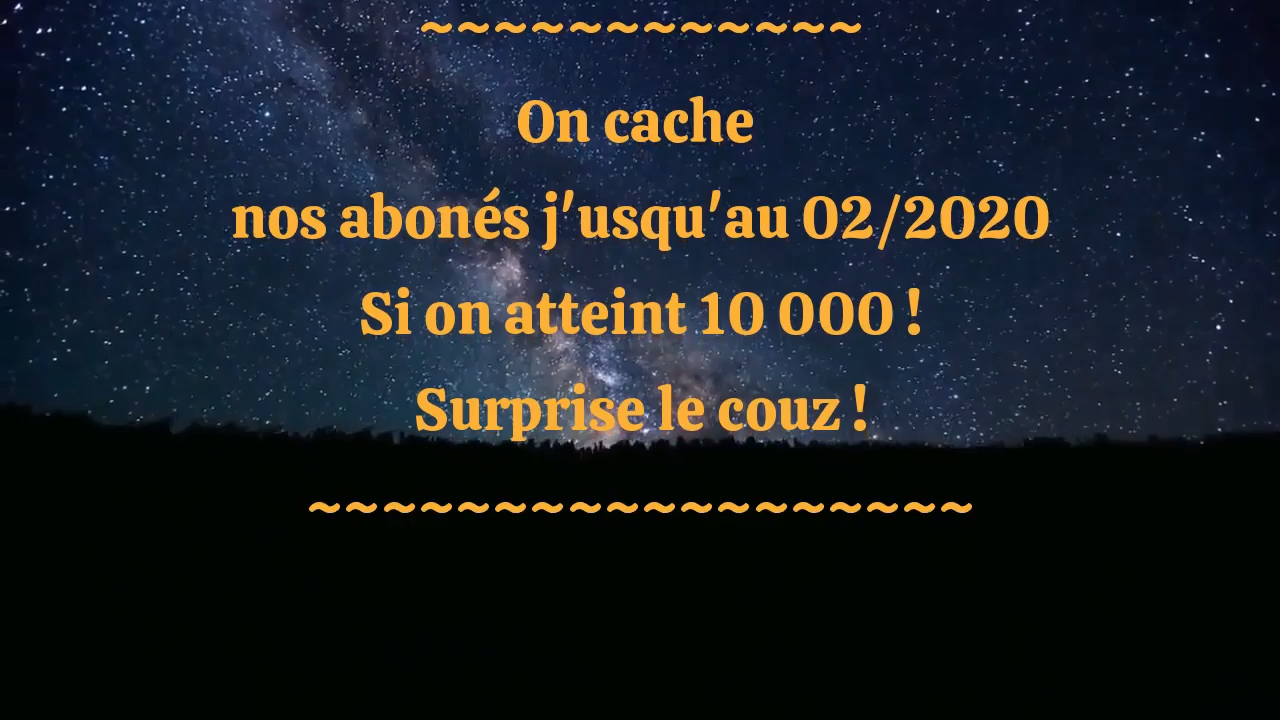 ~~~~~~~~~~~~
On cache
nos abonés j'usqu'au 02/2020
Si on atteint 10 000 !
Surprise le couz !
~~~~~~~~~~~~~~~~~~